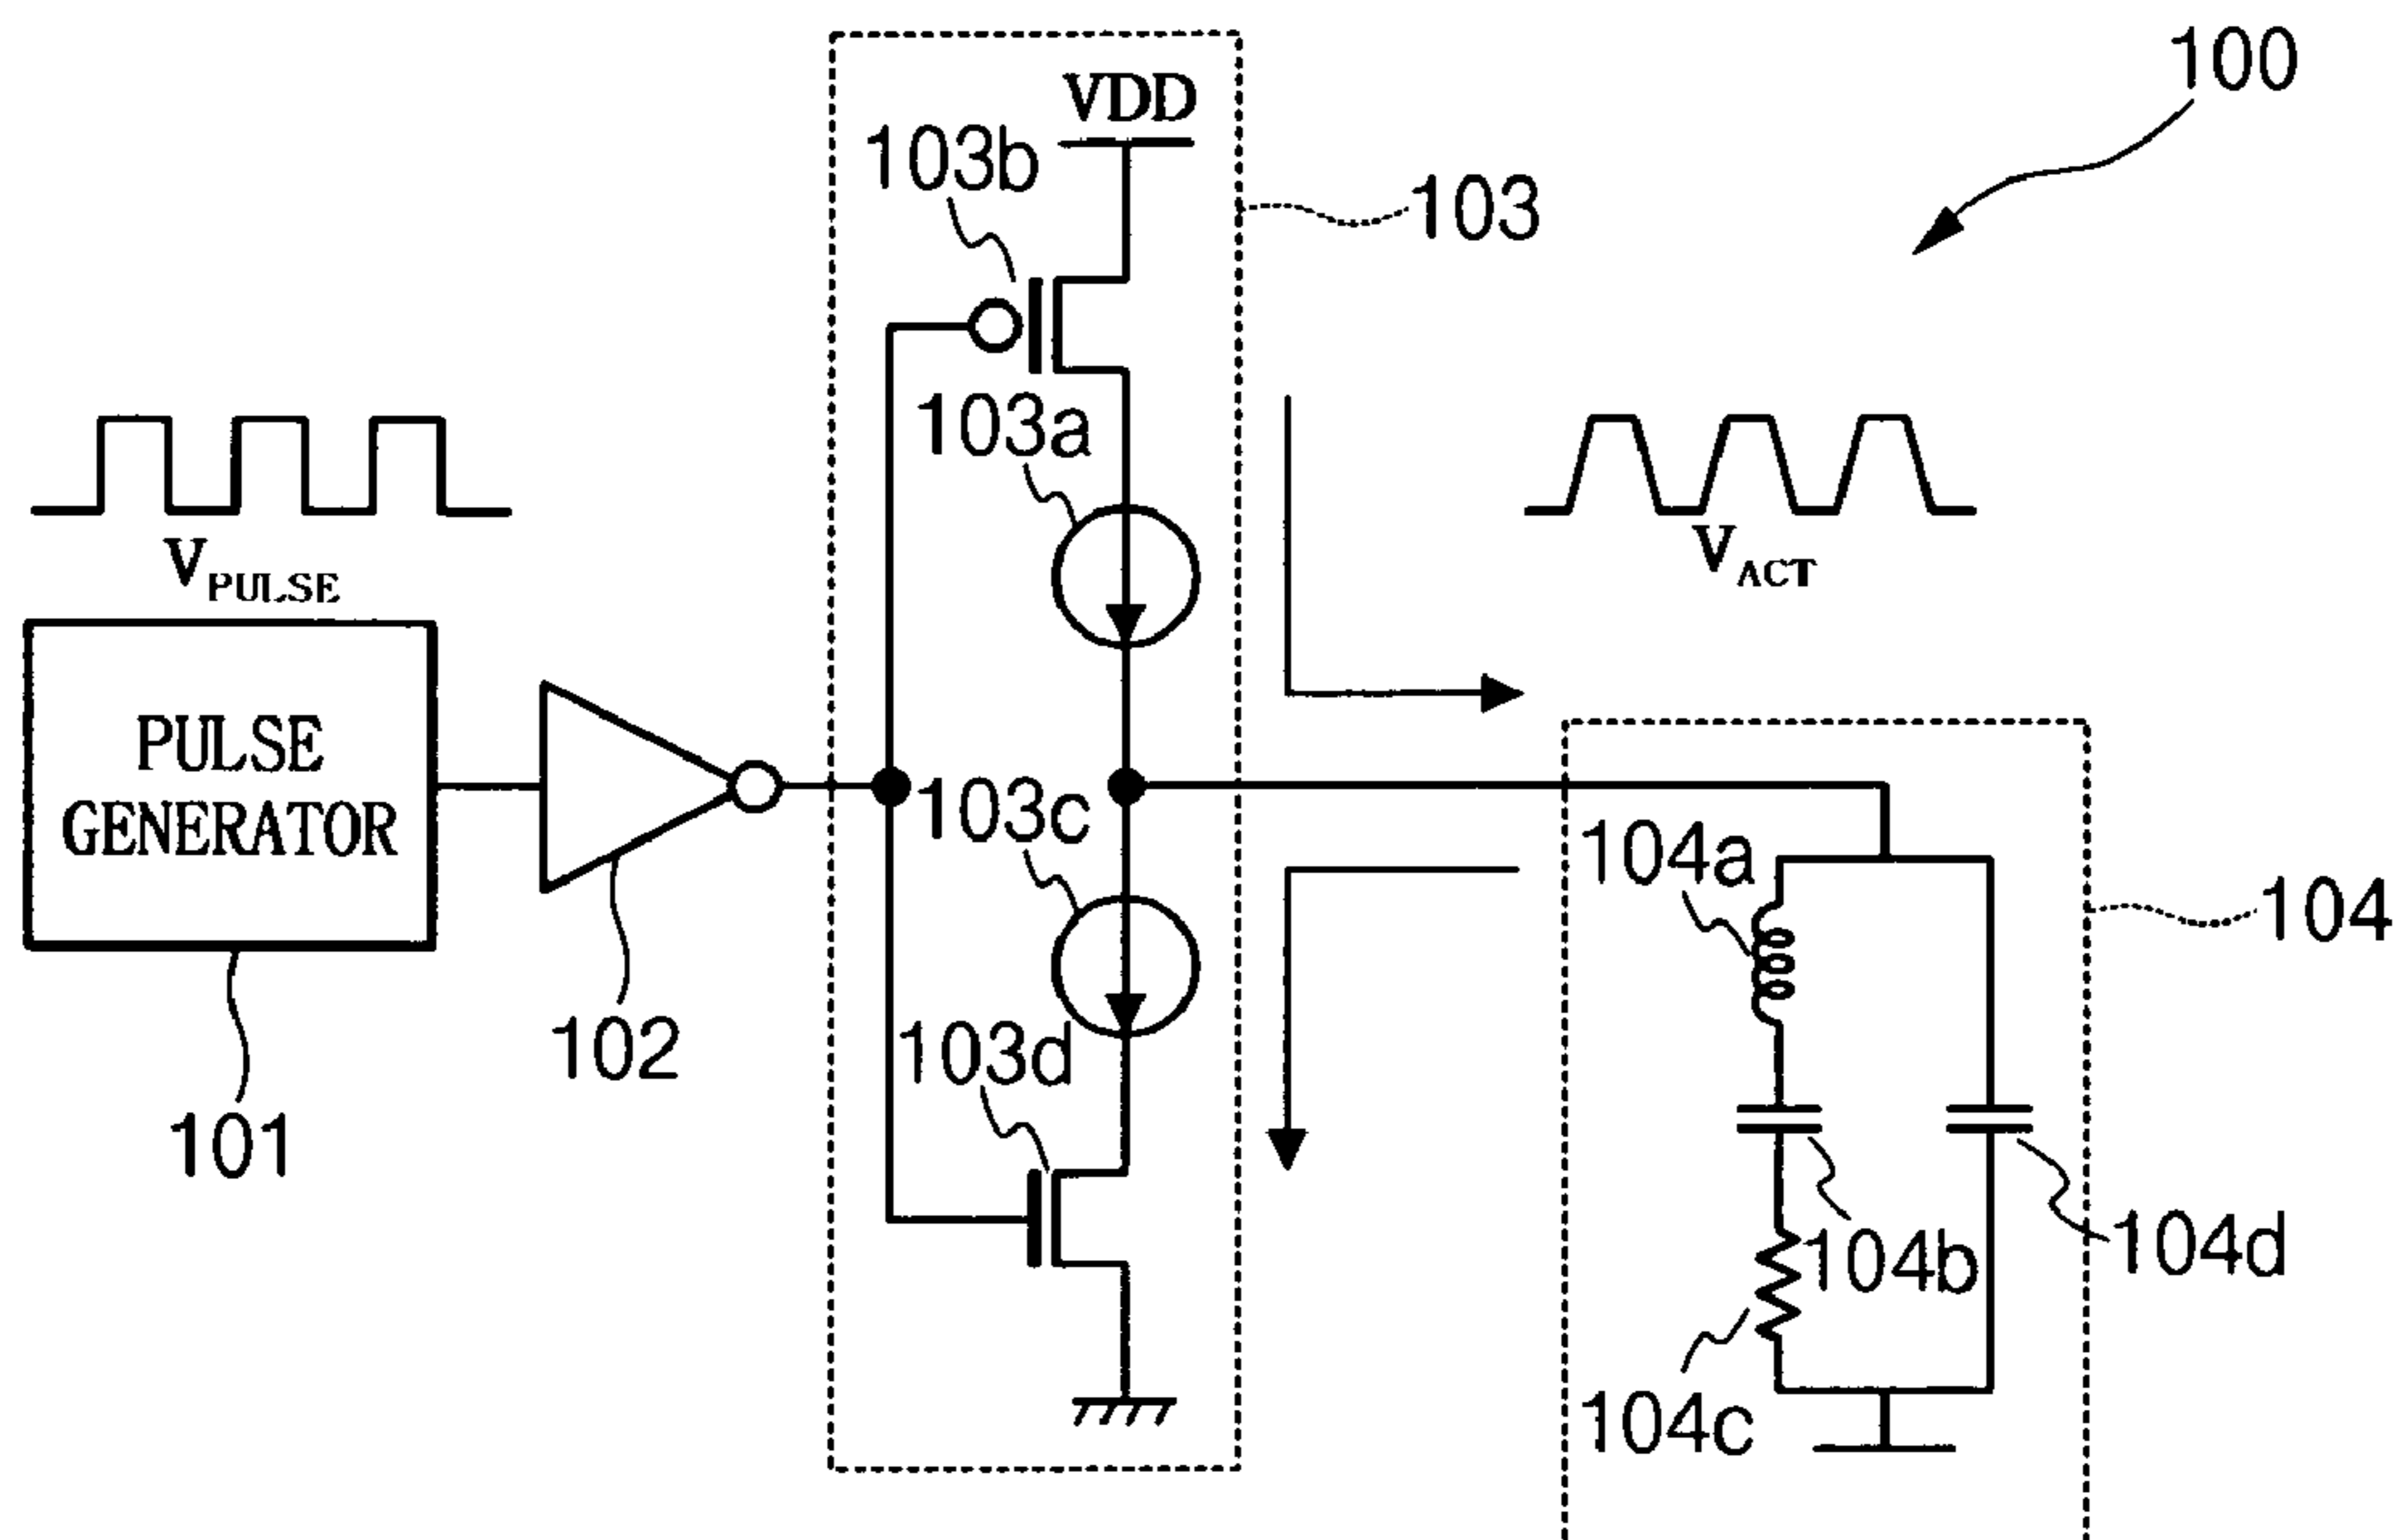 100
VDD
103b
103
103a
VPULSE
VACT
PULSE
GENERATOR
103c
104a
104
102
103d
101
104b
104d
104c